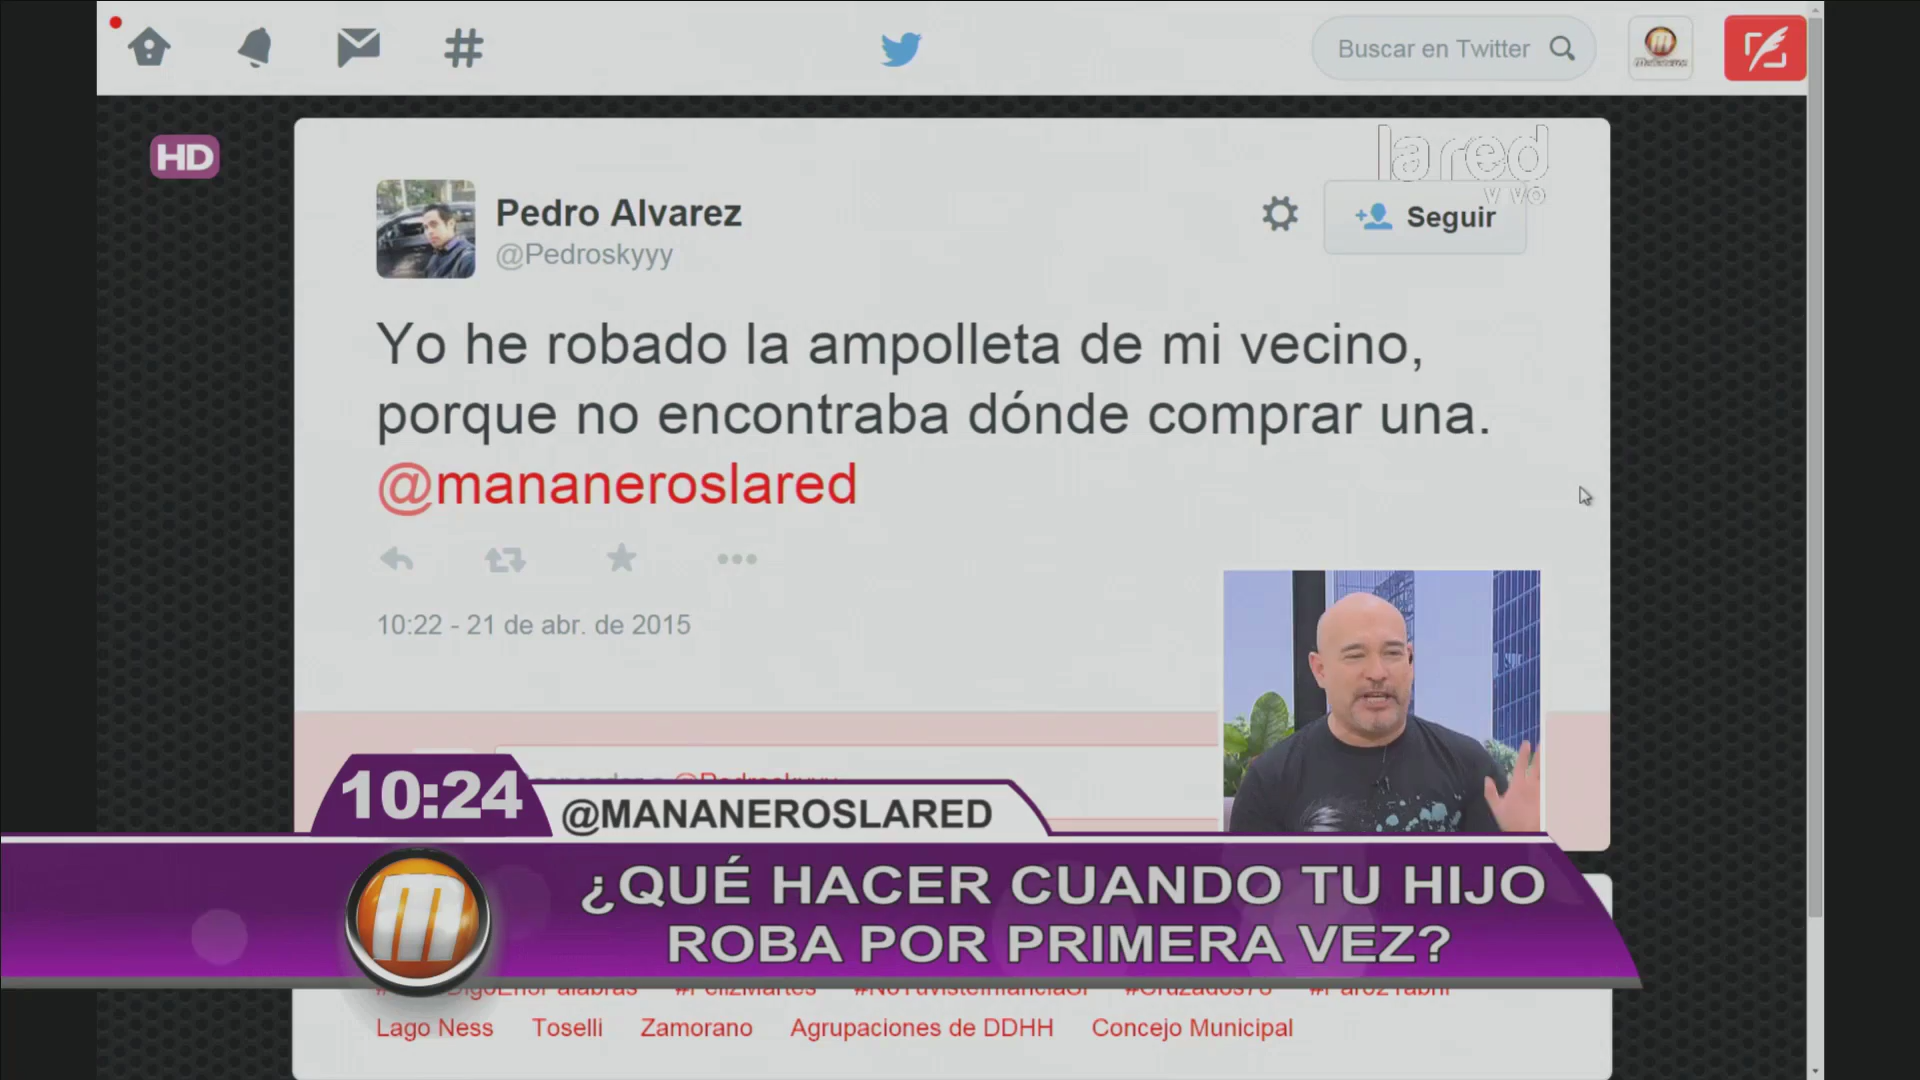 Buscar en Twitter
HD
la red
vivo
Pedro Alvarez
@Pedroskyyy
Seguir
Yo he robado la ampolleta de mi vecino,
porque no encontraba dónde comprar una.
@mananeroslared
10:22 - 21 de abr. de 2015
@Pedroskyyy
10:24
@MANANEROSLARED
¿QUÉ HACER CUANDO TU HIJO
ROBA POR PRIMERA VEZ?
Lago Ness Toselli Zamorano Agrupaciones de DDHH Concejo Municipal